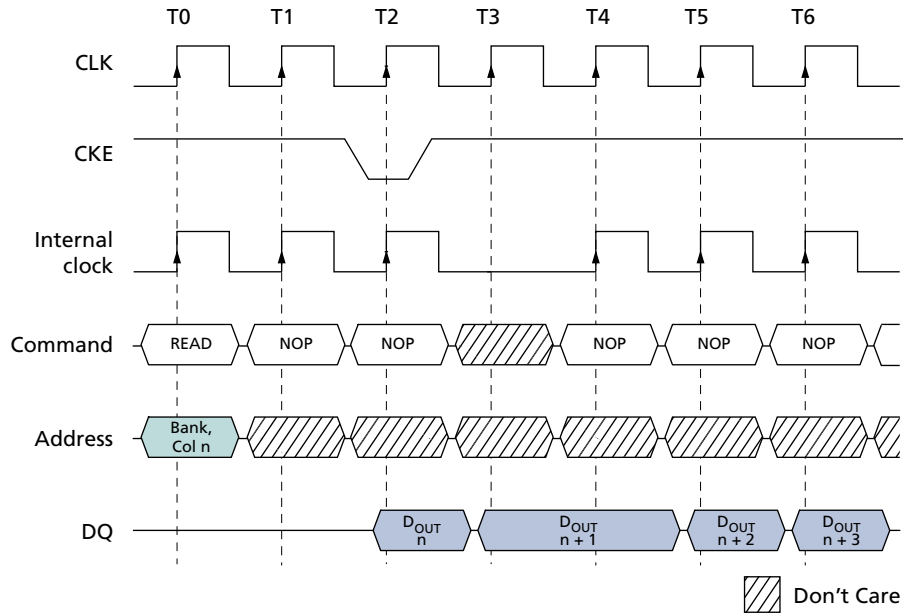 T0 T1 T2 T3 T4 T5 T6
CLK
CKE
Internal
clock
Command READ NOP NOP NOP NOP NOP
Address Bank,
Col n
DQ DOUT DOUT DOUT DOUT
n n + 1 n + 2 n + 3
Don't Care